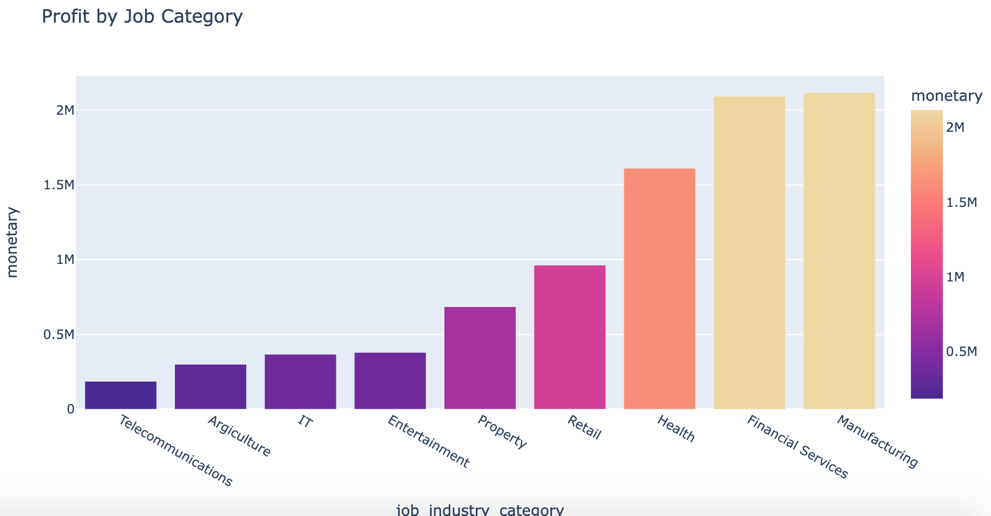 Profit by Job Category
monetary
2M
1.5M
1M
0.5M
0
Telecommunications
Argiculture
IT
Entertainment
Property
Retail
Health
Financial Services
Manufacturing
job_industry_category
monetary
2M
1.5M
1M
0.5M